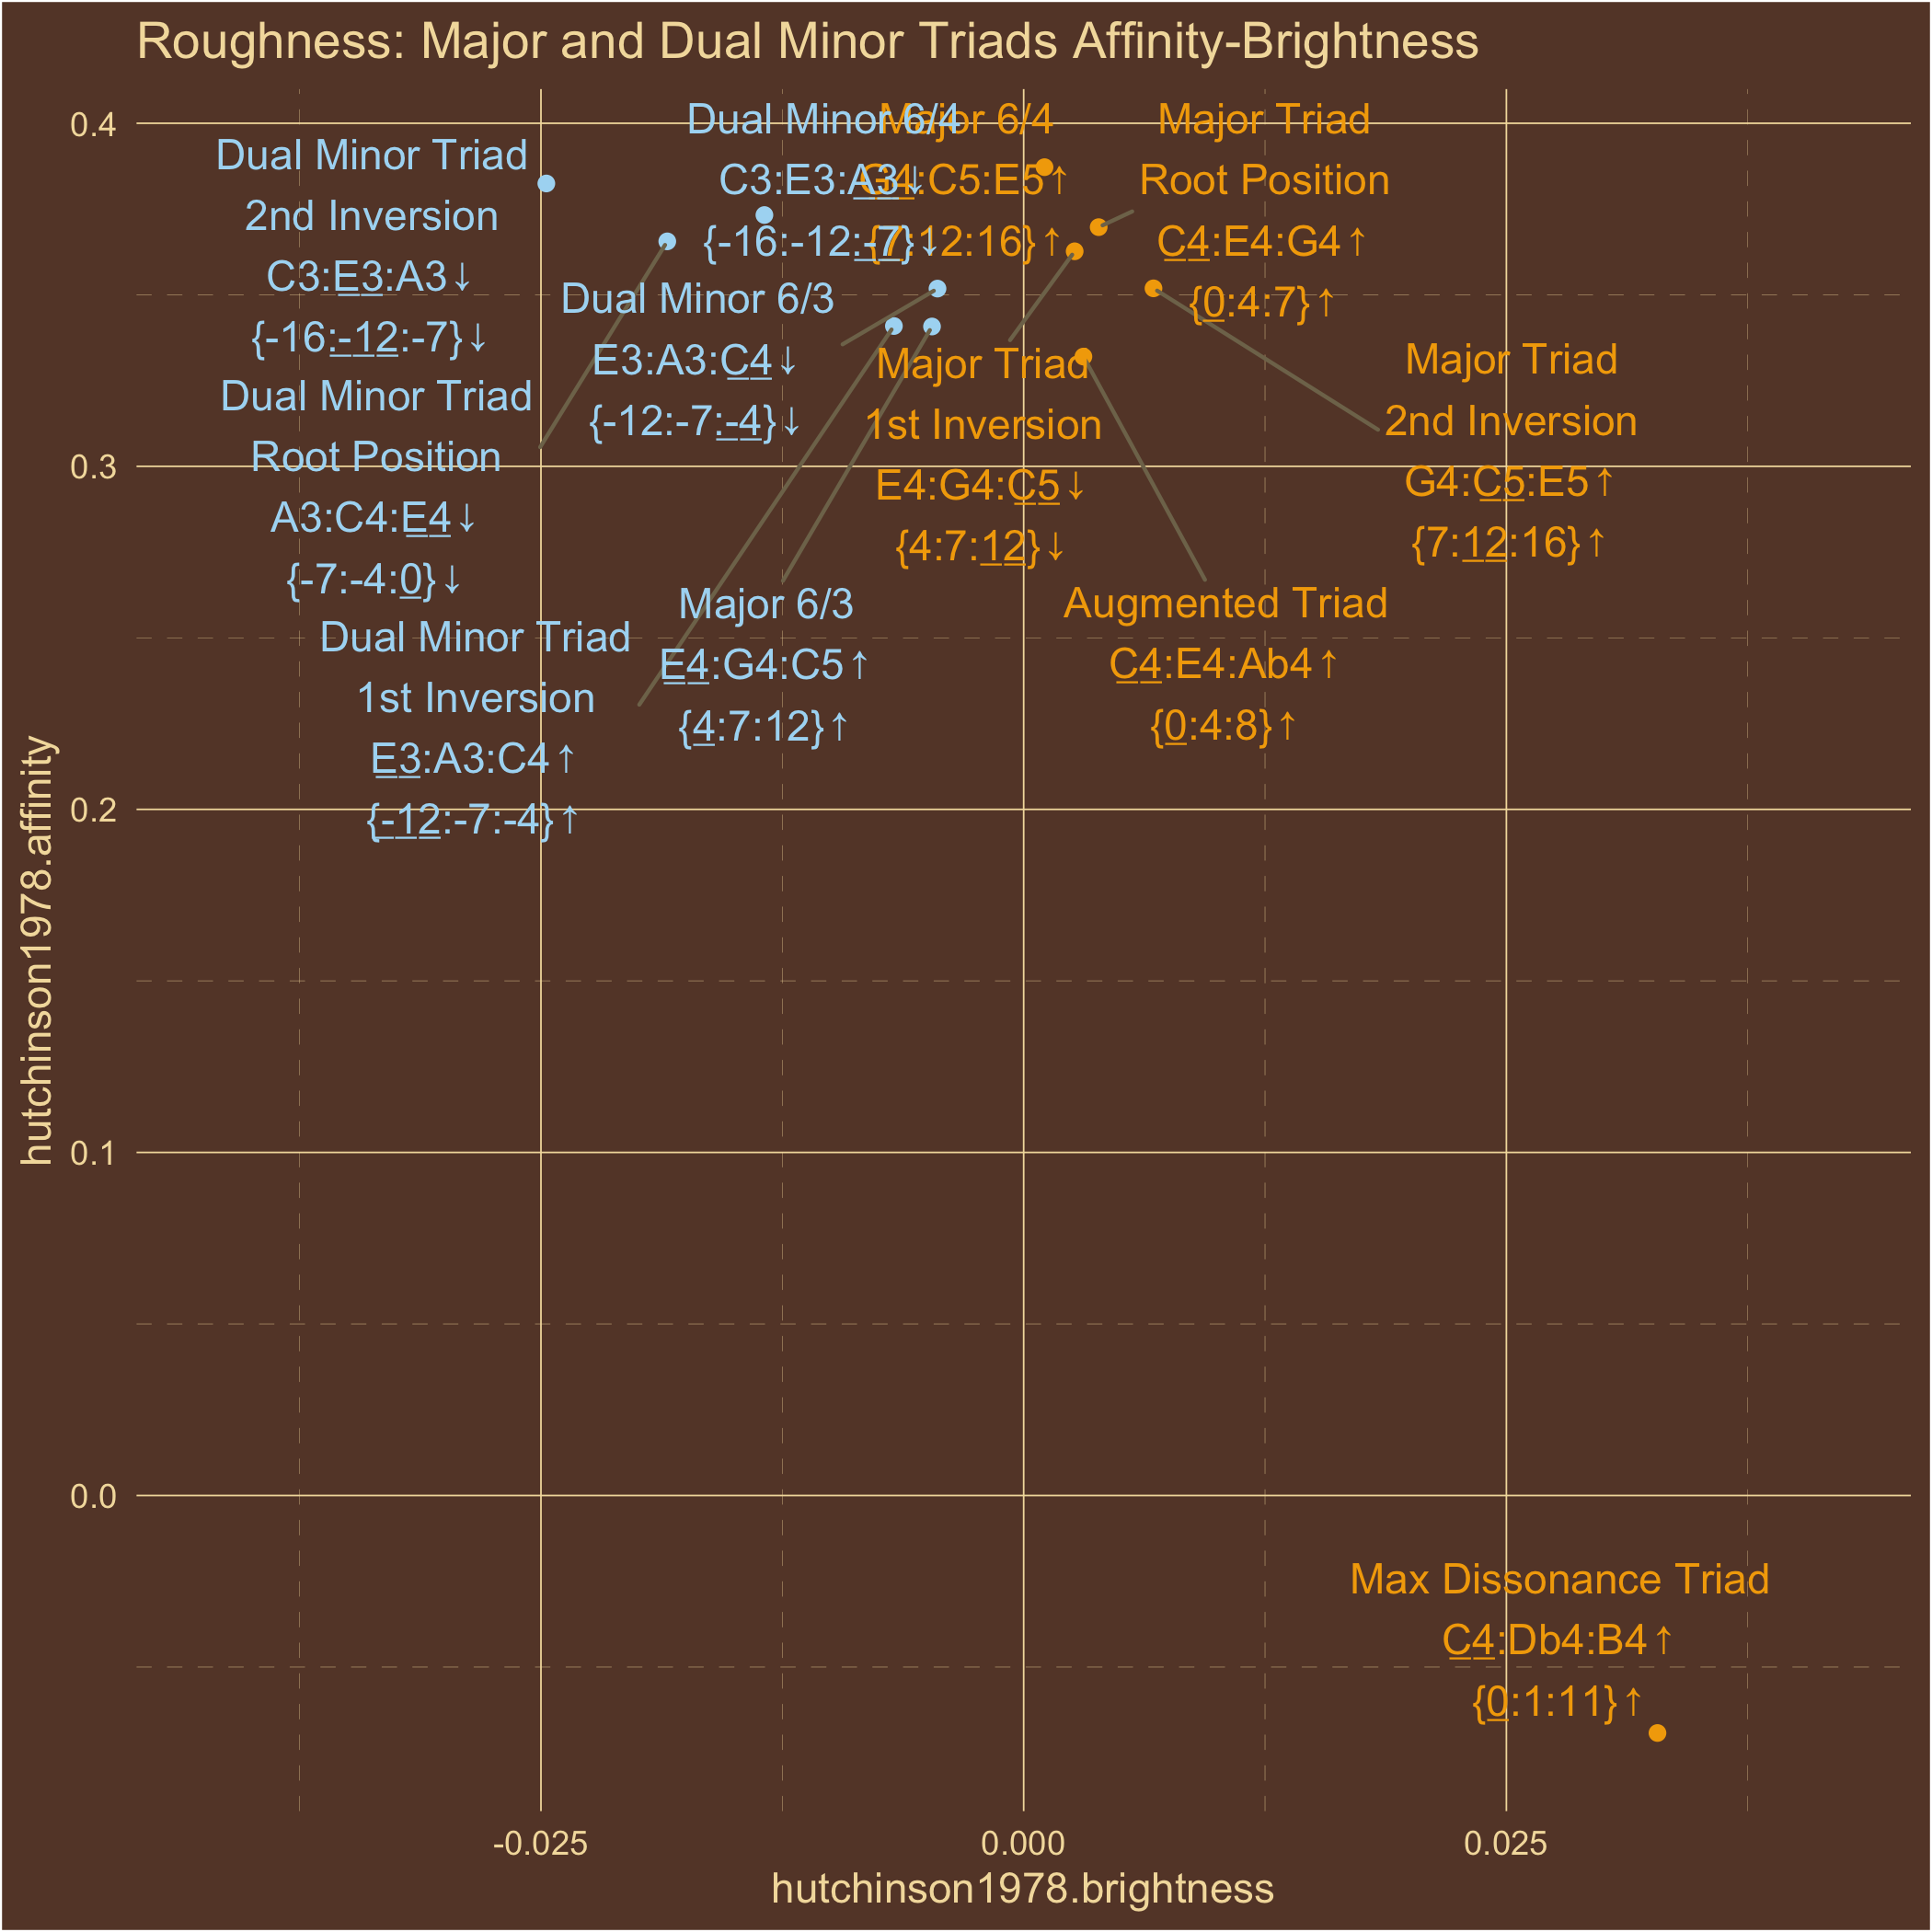 Roughness: Major and Dual Minor Triads Affinity-Brightness
hutchinson1978.affinity
0.4
0.3
0.2
0.1
0.0
Dual Minor Triad
2nd Inversion
C3:E3:A3↓
{-16:-12:-7}↓
Dual Minor Triad
Root Position
A3:C4:E4↓
{-7:-4:0}↓
Dual Minor Triad
1st Inversion
E3:A3:C4↑
{-12:-7:-4}↑
Dual Minor 6/4
C3:E3:A3↓
{-16:-12:-7}↓
Dual Minor 6/3
E3:A3:C4↓
{-12:-7:-4}↓
Major 6/3
E4:G4:C5↑
{4:7:12}↑
Major 6/4
G4:C5:E5↑
{7:12:16}↑
Major Triad
1st Inversion
E4:G4:C5↓
{4:7:12}↓
Major Triad
Root Position
C4:E4:G4↑
{0:4:7}↑
Major Triad
2nd Inversion
G4:C5:E5↑
{7:12:16}↑
Augmented Triad
C4:E4:Ab4↑
{0:4:8}↑
Max Dissonance Triad
C4:Db4:B4↑
{0:1:11}↑
-0.025
0.000
0.025
hutchinson1978.brightness